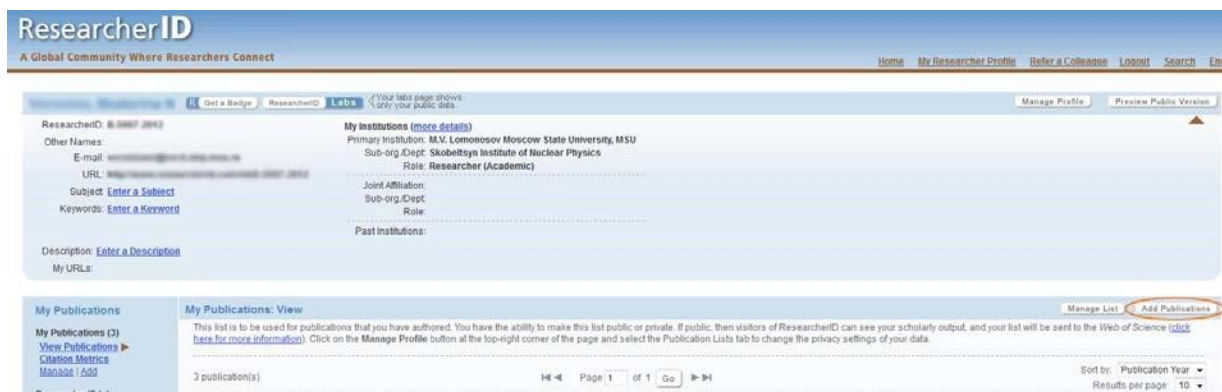 ResearcherID
A Global Community Where Researchers Connect
Home My Researcher Profile Refer a Colleague Logout Search
Get a Badge ResearcherID Labs Your labs page shows only your public data. Manage Profile Preview Public Version
ResearcherID:
Other Names:
E-mail:
URL:
Subject: Enter a Subject
Keywords: Enter a Keyword
Description: Enter a Description
My URLs:
My Institutions (more details)
Primary Institution: M.V. Lomonosov Moscow State University, MSU
Sub-org./Dept: Skobeltsyn Institute of Nuclear Physics
Role: Researcher (Academic)
Joint Affiliation:
Sub-org./Dept:
Role:
Past Institutions:
My Publications
My Publications (3)
View Publications
Citation Metrics
Manage | Add
My Publications: View Manage List Add Publications
This list is to be used for publications that you have authored. You have the ability to make this list public or private. If public, then visitors of ResearcherID can see your scholarly output, and your list will be sent to the Web of Science (click
here for more information). Click on the Manage Profile button at the top-right corner of the page and select the Publication Lists tab to change the privacy settings of your data.
3 publication(s) Page 1 of 1 Go Sort by: Publication Year
Results per page: 10